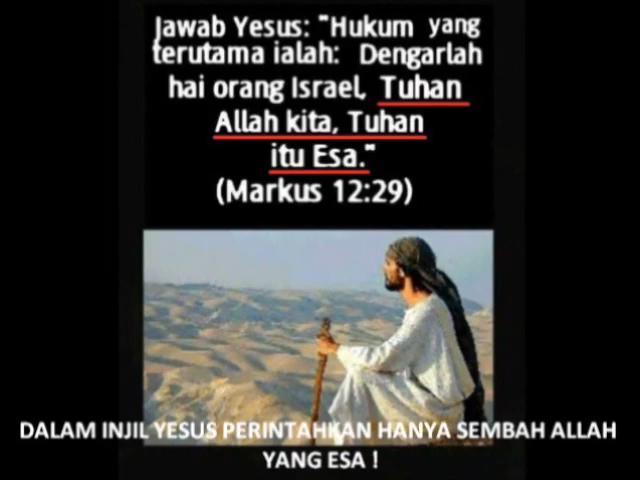 Jawab Yesus: "Hukum yang
terutama ialah: Dengarlah
hai orang Israel, Tuhan
Allah kita, Tuhan
itu Esa."
(Markus 12:29)
DALAM INJIL YESUS PERINTAHKAN HANYA SEMBAH ALLAH
YANG ESA !